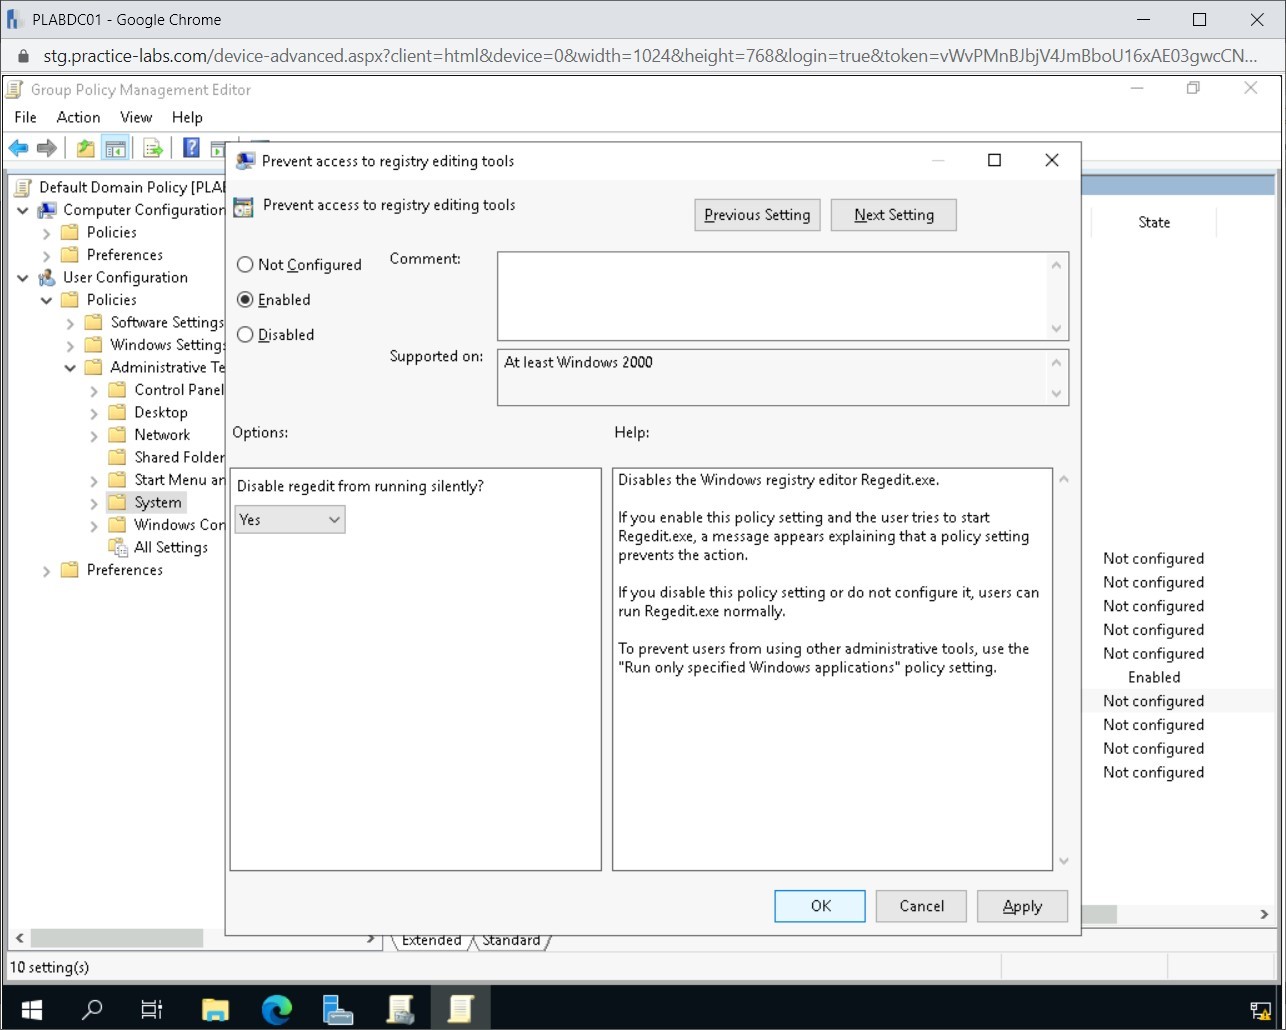 PLABDC01 - Google Chrome
stg.practice-labs.com/device-advanced.aspx?client=html&device=0&width=1024&height=768&login=true&token=vWvPMnBJbjV4JmBboU16xAE03gwcCN...
Group Policy Management Editor
File Action View Help
Prevent access to registry editing tools
Prevent access to registry editing tools
Previous Setting
Next Setting
Not Configured
Enabled
Disabled
Comment:
Supported on:
At least Windows 2000
Options:
Help:
Disable regedit from running silently?
Yes
Disables the Windows registry editor Regedit.exe.
If you enable this policy setting and the user tries to start
Regedit.exe, a message appears explaining that a policy setting
prevents the action.
If you disable this policy setting or do not configure it, users can
run Regedit.exe normally.
To prevent users from using other administrative tools, use the
"Run only specified Windows applications" policy setting.
OK
Cancel
Apply
Default Domain Policy [PLAB
Computer Configuration
Policies
Preferences
User Configuration
Policies
Software Settings
Windows Settings
Administrative Te
Control Panel
Desktop
Network
Shared Folder
Start Menu an
System
Windows Con
All Settings
Preferences
State
Not configured
Not configured
Not configured
Not configured
Not configured
Enabled
Not configured
Not configured
Not configured
Not configured
Extended
Standard
10 setting(s)